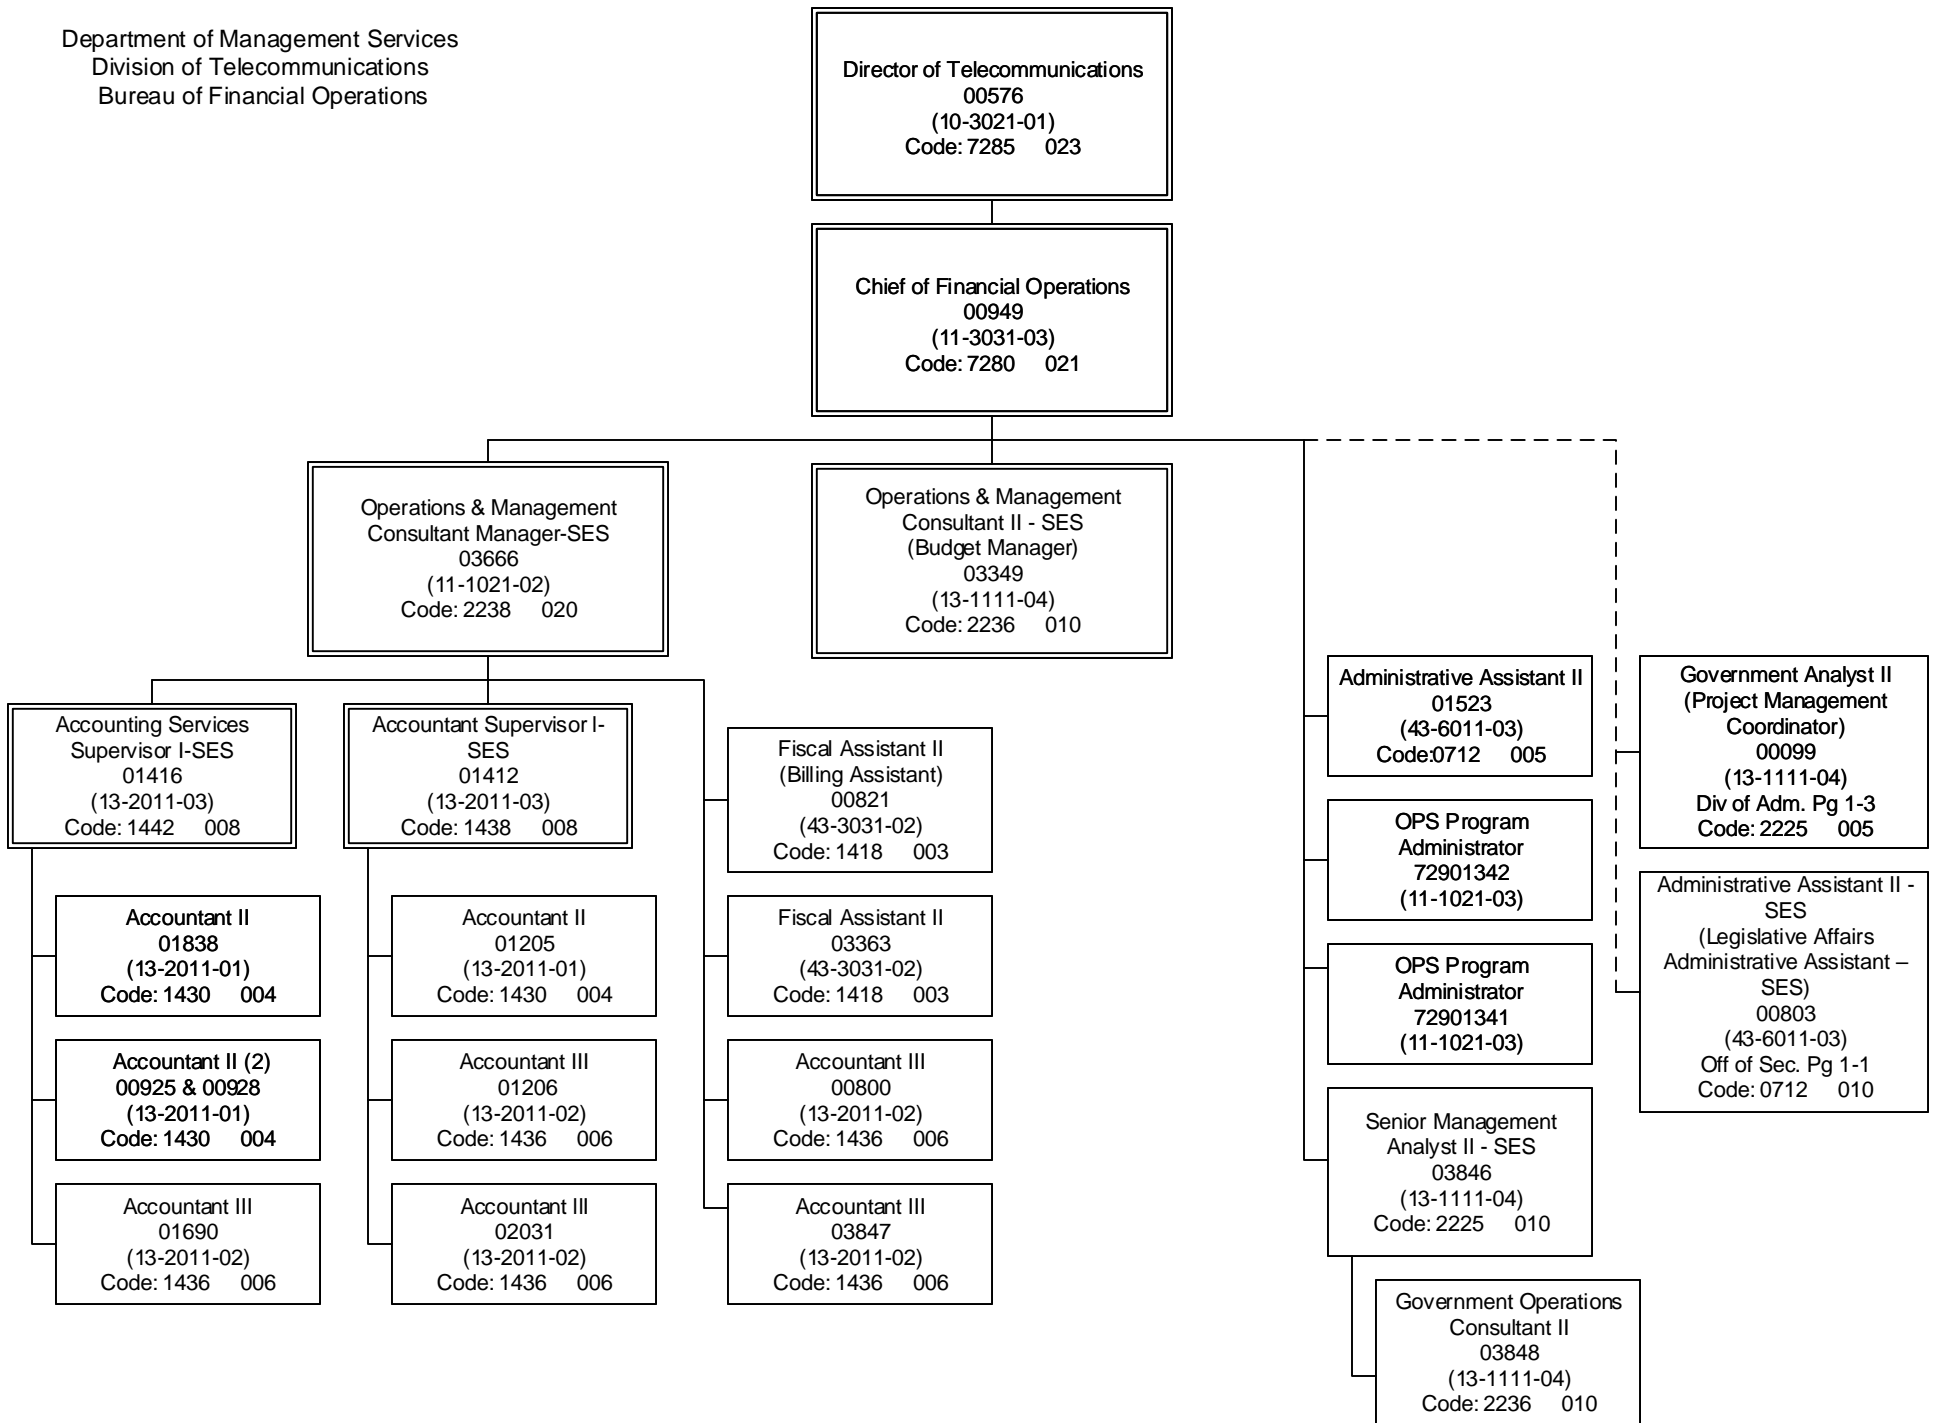 Department of Management Services
Division of Telecommunications
Bureau of Financial Operations
Director of Telecommunications
00576
(10-3021-01)
Code: 7285 023
Chief of Financial Operations
00949
(11-3031-03)
Code: 7280 021
Operations & Management
Consultant Manager-SES
03666
(11-1021-02)
Code: 2238 020
Operations & Management
Consultant II - SES
(Budget Manager)
03349
(13-1111-04)
Code: 2236 010
Accounting Services
Supervisor I-SES
01416
(13-2011-03)
Code: 1442 008
Accountant II
01838
(13-2011-01)
Code: 1430 004
Accountant II (2)
00925 & 00928
(13-2011-01)
Code: 1430 004
Accountant III
01690
(13-2011-02)
Code: 1436 006
Accountant Supervisor I-
SES
01412
(13-2011-03)
Code: 1438 008
Accountant II
01205
(13-2011-01)
Code: 1430 004
Accountant III
01206
(13-2011-02)
Code: 1436 006
Accountant III
02031
(13-2011-02)
Code: 1436 006
Fiscal Assistant II
(Billing Assistant)
00821
(43-3031-02)
Code: 1418 003
Fiscal Assistant II
03363
(43-3031-02)
Code: 1418 003
Accountant III
00800
(13-2011-02)
Code: 1436 006
Accountant III
03847
(13-2011-02)
Code: 1436 006
Administrative Assistant II
01523
(43-6011-03)
Code:0712 005
OPS Program
Administrator
72901342
(11-1021-03)
OPS Program
Administrator
72901341
(11-1021-03)
Senior Management
Analyst II - SES
03846
(13-1111-04)
Code: 2225 010
Government Operations
Consultant II
03848
(13-1111-04)
Code: 2236 010
Government Analyst II
(Project Management
Coordinator)
00099
(13-1111-04)
Div of Adm. Pg 1-3
Code: 2225 005
Administrative Assistant II -
SES
(Legislative Affairs
Administrative Assistant –
SES)
00803
(43-6011-03)
Off of Sec. Pg 1-1
Code: 0712 010